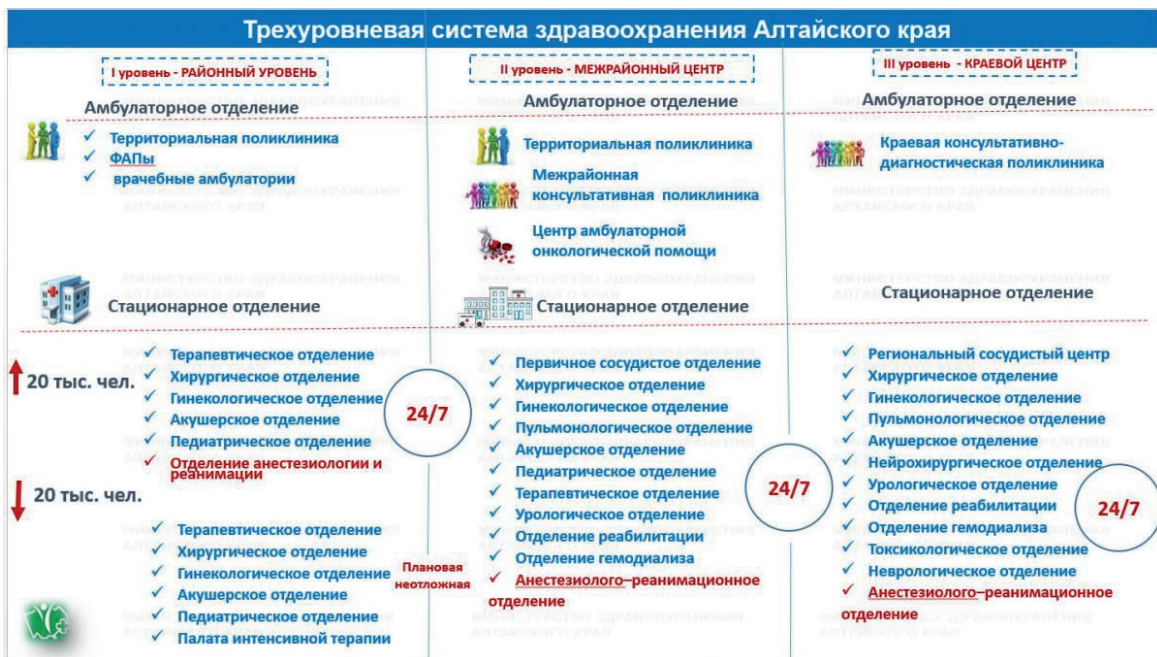 Трехуровневая система здравоохранения Алтайского края
I уровень - РАЙОННЫЙ УРОВЕНЬ
Амбулаторное отделение
✓ Территориальная поликлиника
✓ ФАПы
✓ врачебные амбулатории
Стационарное отделение
20 тыс. чел.
✓ Терапевтическое отделение
✓ Хирургическое отделение
✓ Гинекологическое отделение
✓ Акушерское отделение
✓ Педиатрическое отделение
✓ Отделение анестезиологии и
реанимации
24/7
20 тыс. чел.
✓ Терапевтическое отделение
✓ Хирургическое отделение
✓ Гинекологическое отделение
✓ Акушерское отделение
✓ Педиатрическое отделение
✓ Палата интенсивной терапии
Плановая
неотложная
II уровень - МЕЖРАЙОННЫЙ ЦЕНТР
Амбулаторное отделение
Территориальная поликлиника
Межрайонная
консультативная поликлиника
Центр амбулаторной
онкологической помощи
Стационарное отделение
✓ Первичное сосудистое отделение
✓ Хирургическое отделение
✓ Гинекологическое отделение
✓ Пульмонологическое отделение
✓ Акушерское отделение
✓ Педиатрическое отделение
✓ Терапевтическое отделение
✓ Урологическое отделение
✓ Отделение реабилитации
✓ Отделение гемодиализа
✓ Анестезиолого–реанимационное
отделение
24/7
III уровень - КРАЕВОЙ ЦЕНТР
Амбулаторное отделение
Краевая консультативно-
диагностическая поликлиника
Стационарное отделение
✓ Региональный сосудистый центр
✓ Хирургическое отделение
✓ Гинекологическое отделение
✓ Пульмонологическое отделение
✓ Акушерское отделение
✓ Нейрохирургическое отделение
✓ Урологическое отделение
✓ Отделение реабилитации
✓ Отделение гемодиализа
✓ Токсикологическое отделение
✓ Неврологическое отделение
✓ Анестезиолого–реанимационное
отделение
24/7
МИНИСТЕРСТВО ЗДРАВООХРАНЕНИЯ
АЛТАЙСКОГО КРАЯ